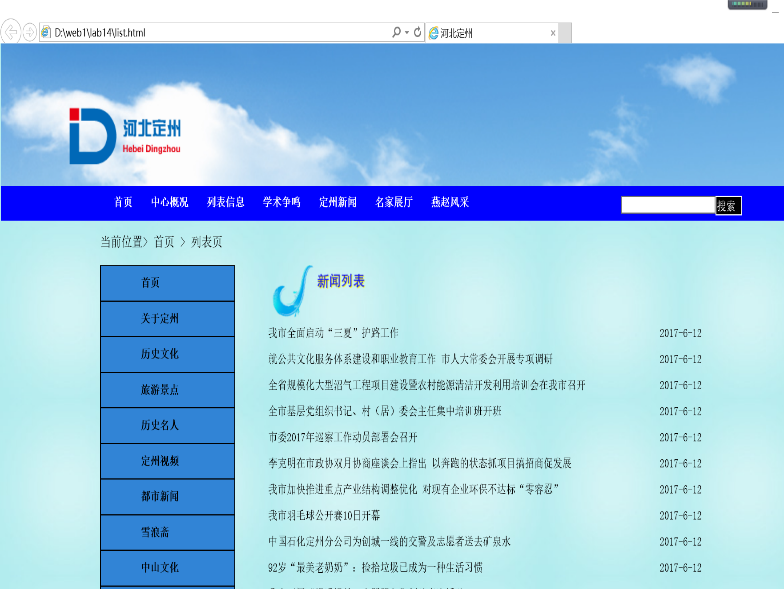 D:\web1\lab14\list.html
河北定州
河北定州
Hebei Dingzhou
首页 中心概况 列表信息 学术争鸣 定州新闻 名家展厅 燕赵风采
搜索
当前位置> 首页 > 列表页
首页
关于定州
历史文化
旅游景点
历史名人
定州视频
都市新闻
雪浪斋
中山文化
新闻列表
我市全面启动“三夏”护路工作 2017-6-12
就公共文化服务体系建设和职业教育工作 市人大常委会开展专项调研 2017-6-12
全省规模化大型沼气工程项目建设暨农村能源清洁开发利用培训会在我市召开 2017-6-12
全市基层党组织书记、村（居）委会主任集中培训班开班 2017-6-12
市委2017年巡察工作动员部署会召开 2017-6-12
李克明在市政协双月协商座谈会上指出 以奔跑的状态抓项目搞招商促发展 2017-6-12
我市加快推进重点产业结构调整优化 对现有企业环保不达标“零容忍” 2017-6-12
我市羽毛球公开赛10日开幕 2017-6-12
中国石化定州分公司为创城一线的交警及志愿者送去矿泉水 2017-6-12
92岁“最美老奶奶”：捡拾垃圾已成为一种生活习惯 2017-6-12